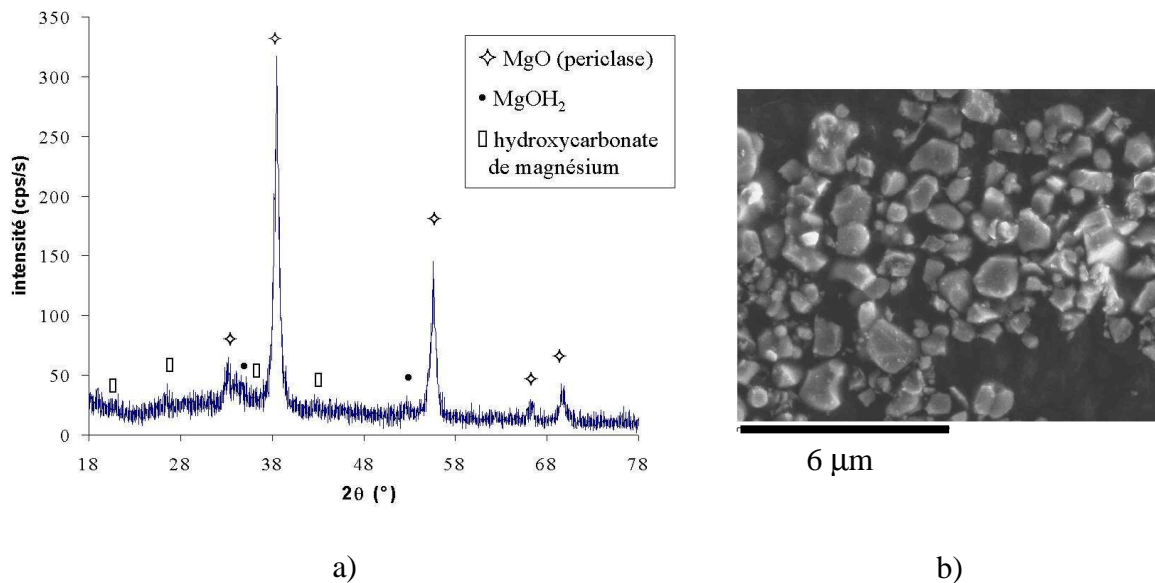 350
300
250
200
150
100
50
0
intensité (cps/s)
18 28 38 48 58 68 78
2θ (°)
MgO (periclase)
MgOH₂
hydroxycarbonate
de magnésium
6 μm
a) b)